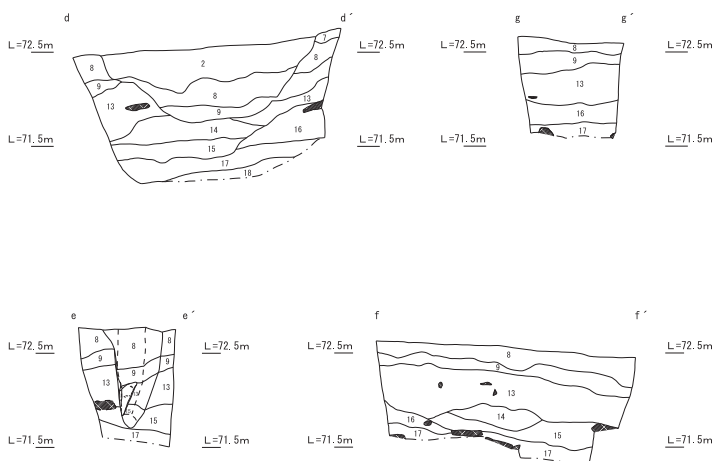 d d´
L=72.5m L=72.5m
7
8 2 8
9 8 13
13 9
14 16
L=71.5m L=71.5m
15
17
18
g g´
L=72.5m L=72.5m
8
9
13
16
L=71.5m L=71.5m
17
e e´
L=72.5m L=72.5m
8 8 8
9 9 9
13 13
15
L=71.5m L=71.5m
17
f f´
L=72.5m L=72.5m
8
9
13
16 14
15
L=71.5m L=71.5m
17 17